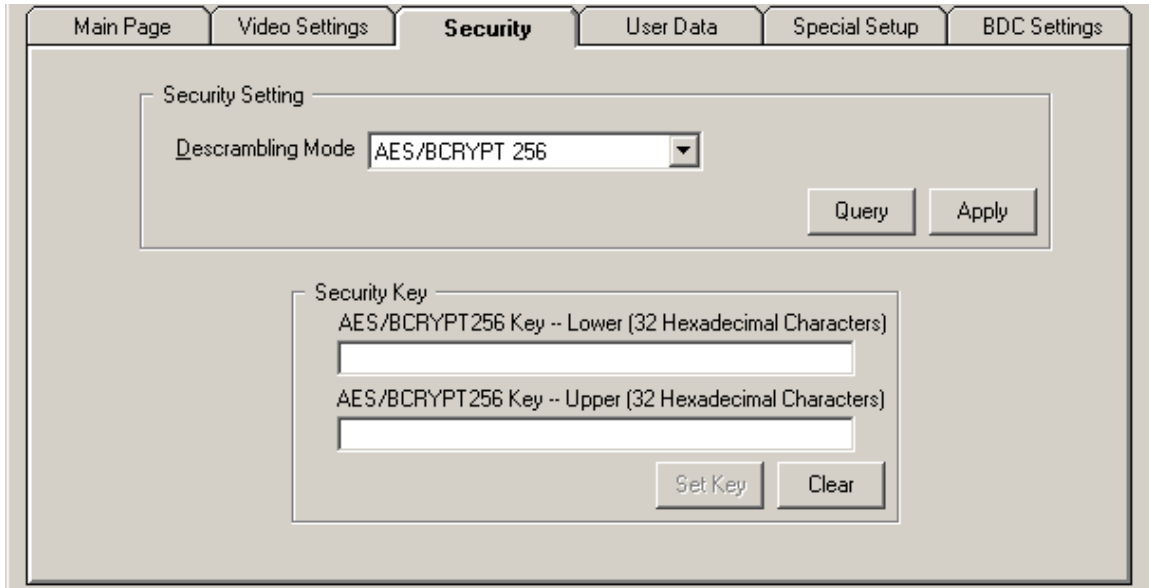 Main Page Video Settings Security User Data Special Setup BDC Settings
Security Setting
Descrambling Mode AES/BCRYPT 256
Query Apply
Security Key
AES/BCRYPT256 Key -- Lower (32 Hexadecimal Characters)
AES/BCRYPT256 Key -- Upper (32 Hexadecimal Characters)
Set Key Clear